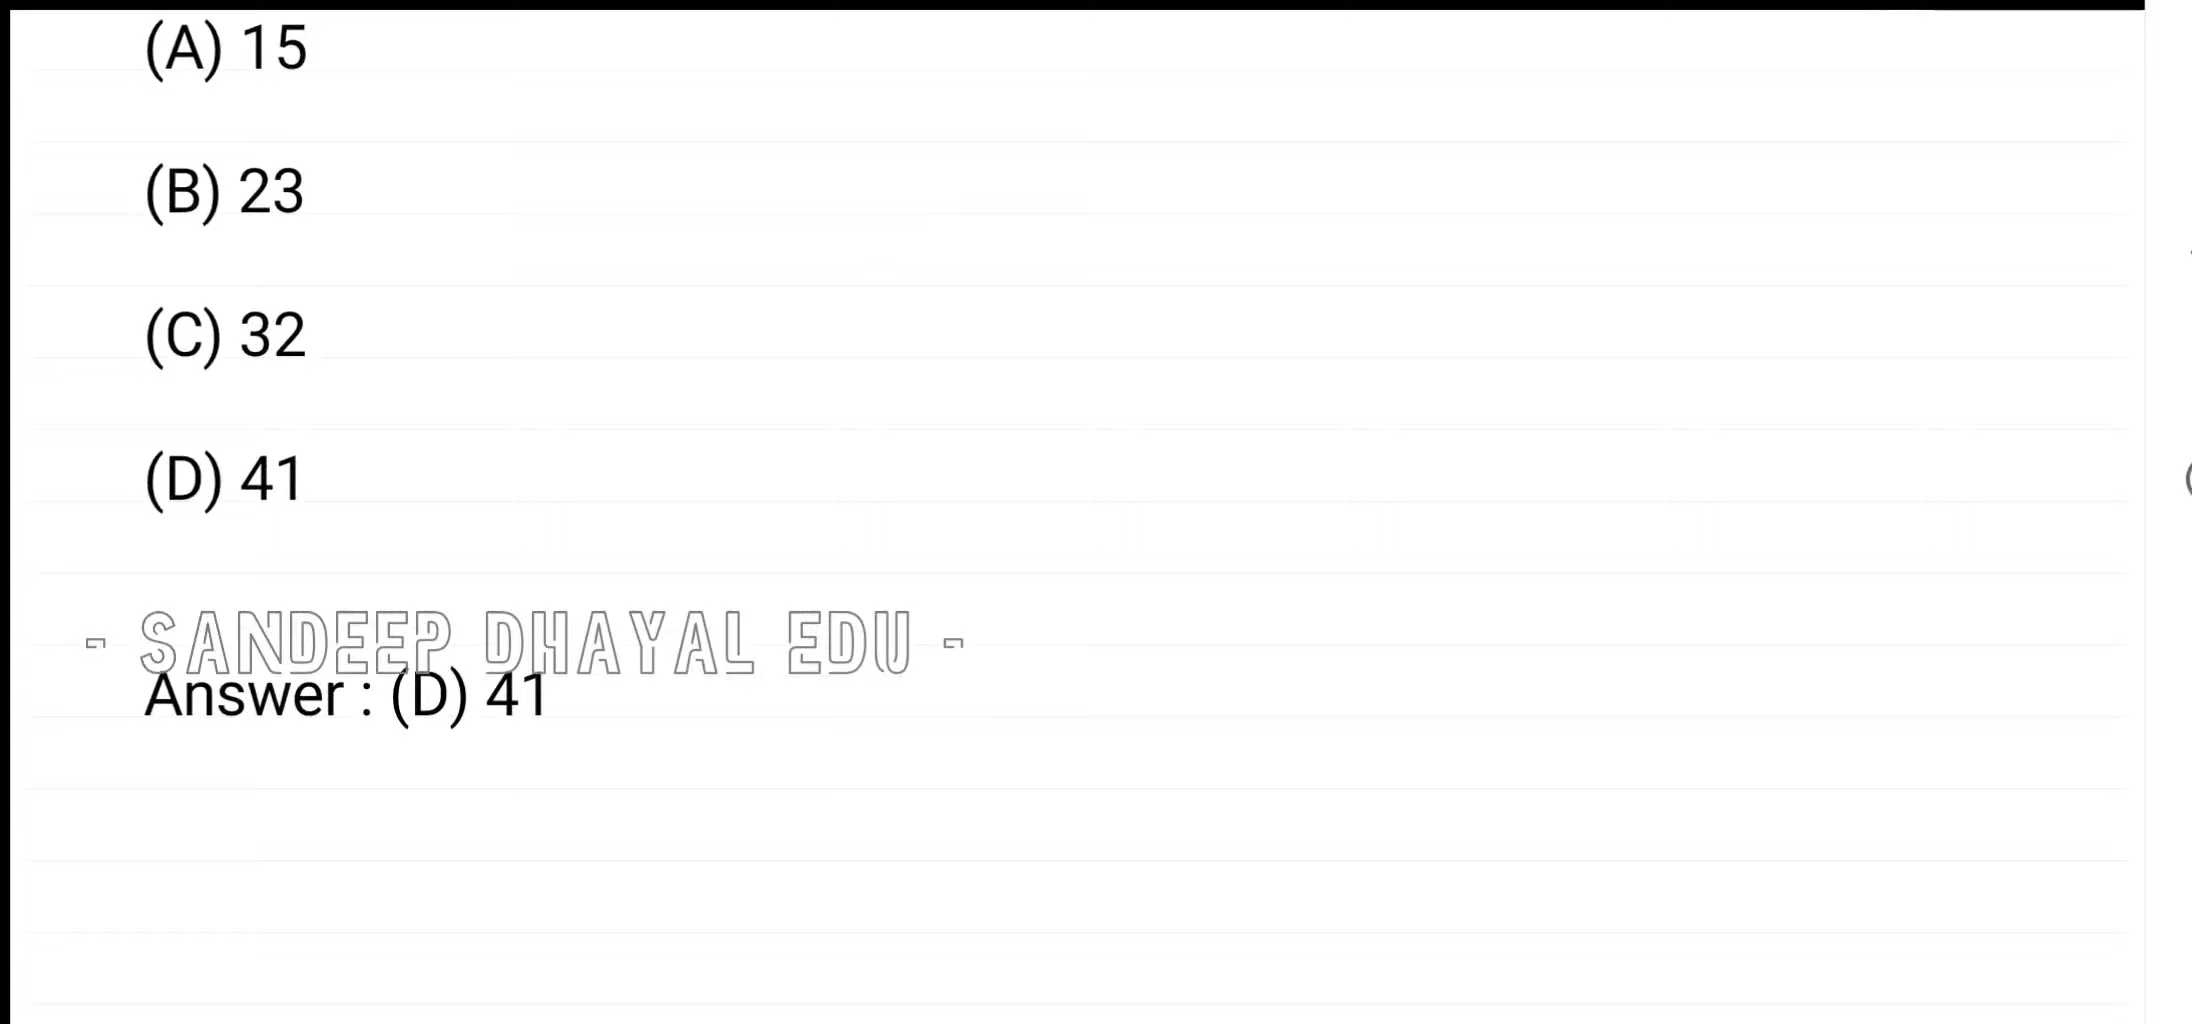 (A) 15
(B) 23
(C) 32
(D) 41
- SANDEEP DHAYAL EDU -
Answer : (D) 41